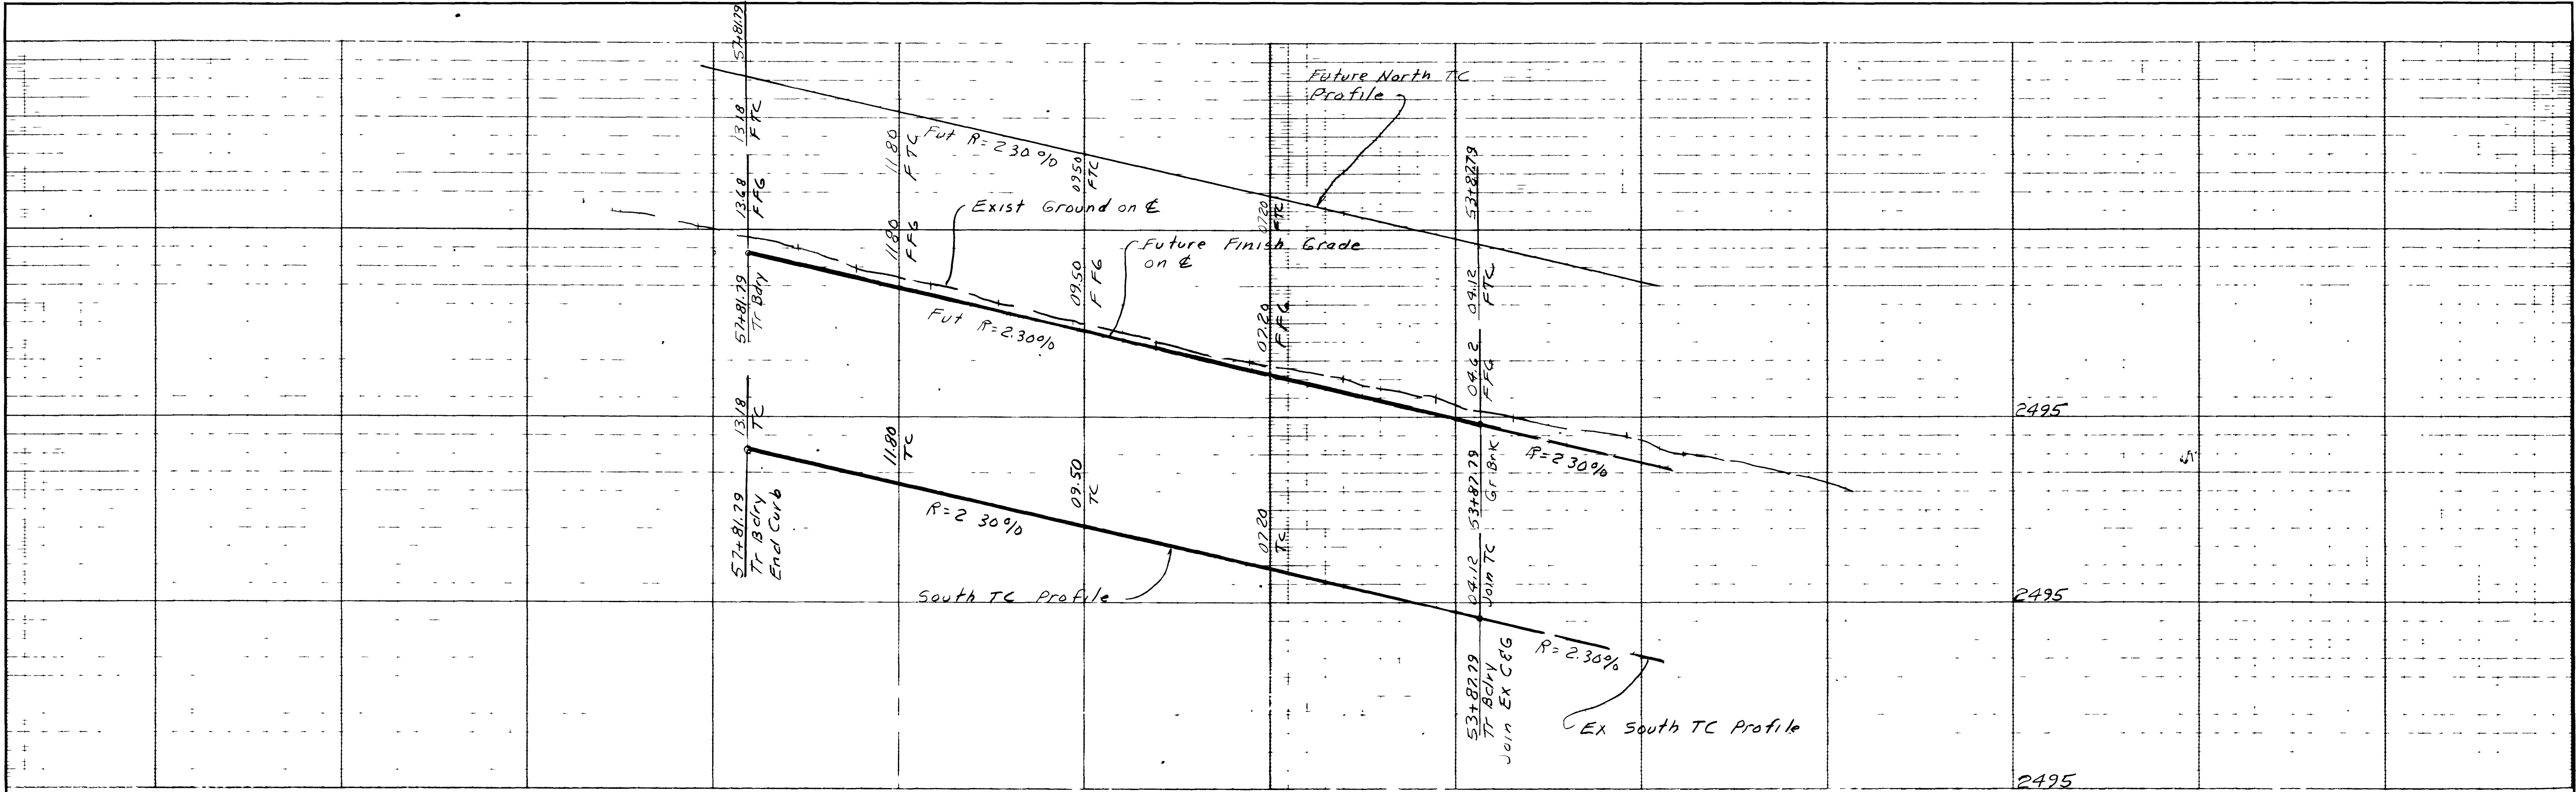 57+81.79
13.18
FTC
13.68
FFG
57+81.79
Tr Bdry
13.18
TC
57+81.79
Tr Bdry
End Curb
11.80
FTC
11.80
FFG
11.80
TC
Fut R=2.30%
09.50
FTC
09.50
FFG
09.50
TC
Exist Ground on ℄
Future Finish Grade
on ℄
Fut R=2.30%
R=2.30%
South TC Profile
Future North TC
Profile
07.20
FTC
07.20
FFG
07.20
TC
53+87.79
04.12
FTC
04.62
FFG
53+87.79
Gr Brk
04.12
Join TC
53+87.79
Tr Bdry
Join Ex C&G
R=2.30%
R=2.30%
Ex South TC Profile
2495
2495
2495